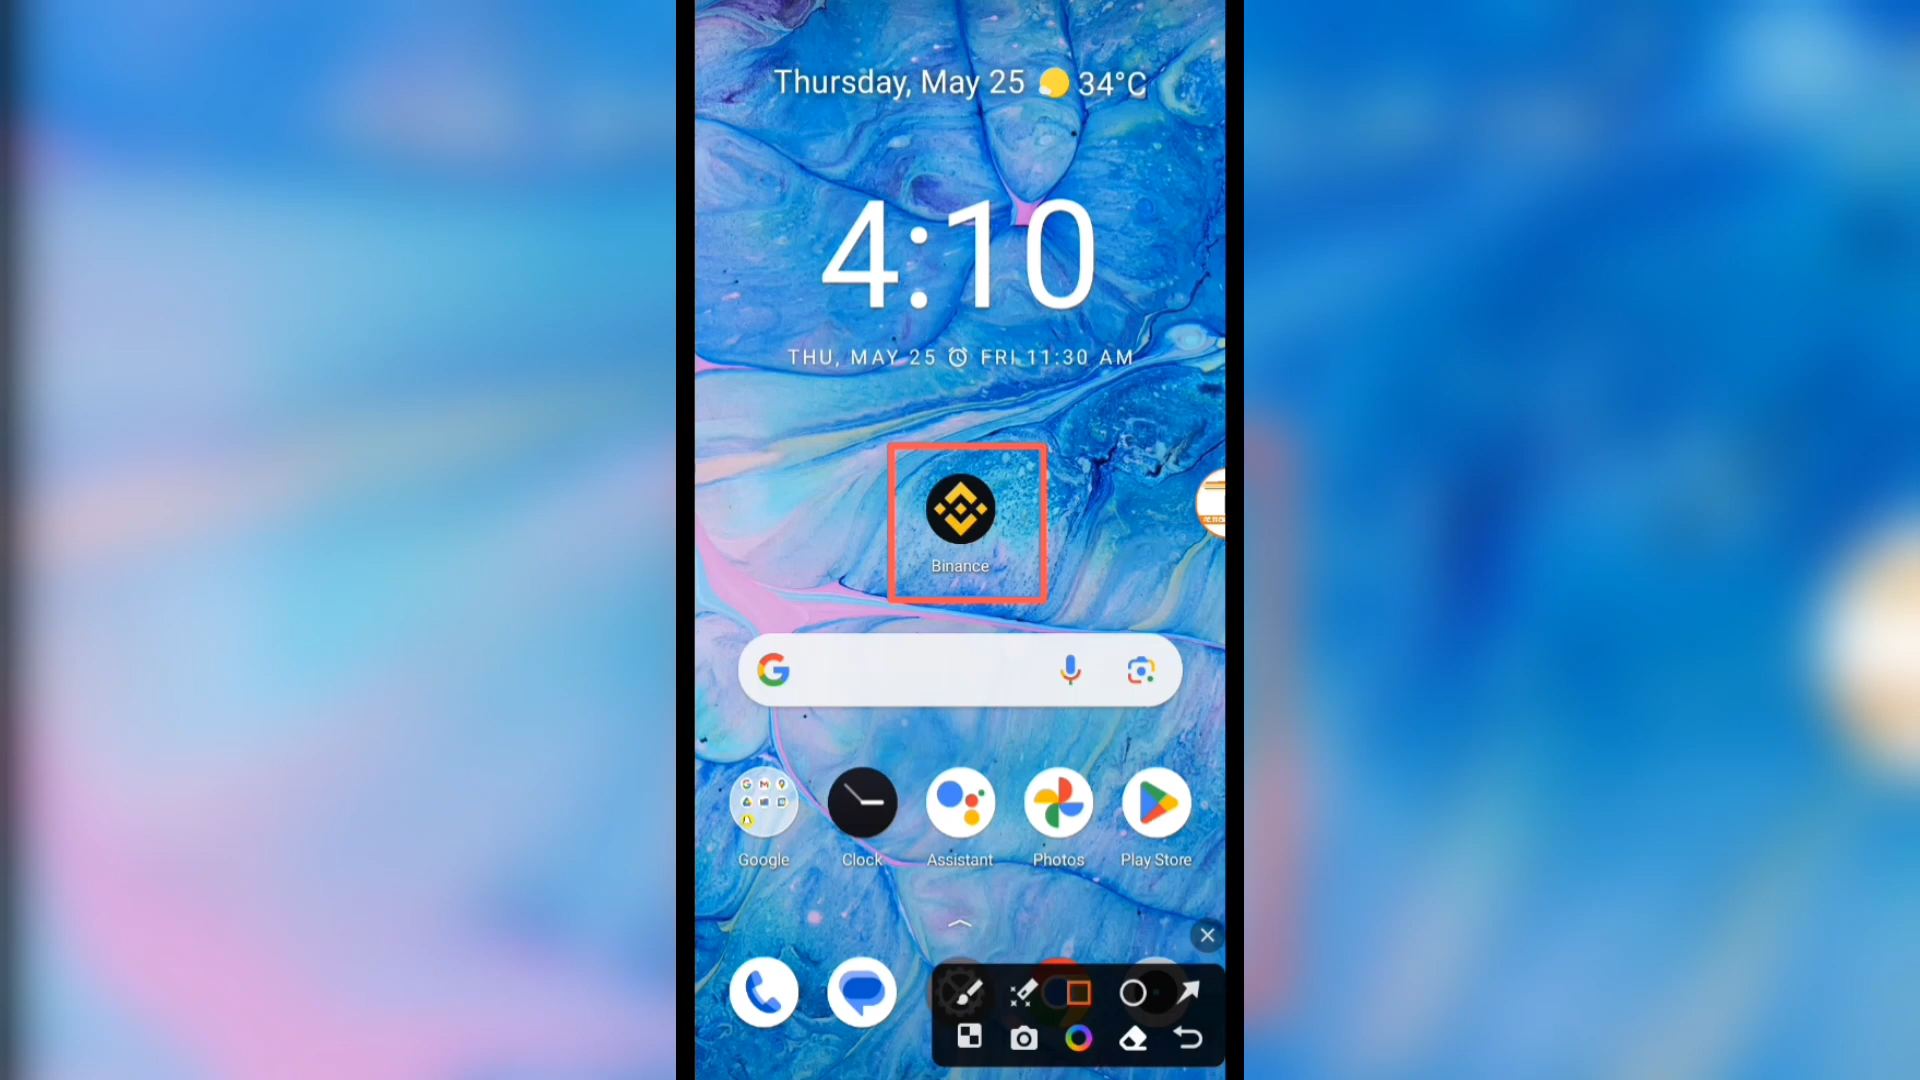 Thursday, May 25 34°C
4:10
THU, MAY 25 FRI 11:30 AM
Binance
Google Clock Assistant Photos Play Store